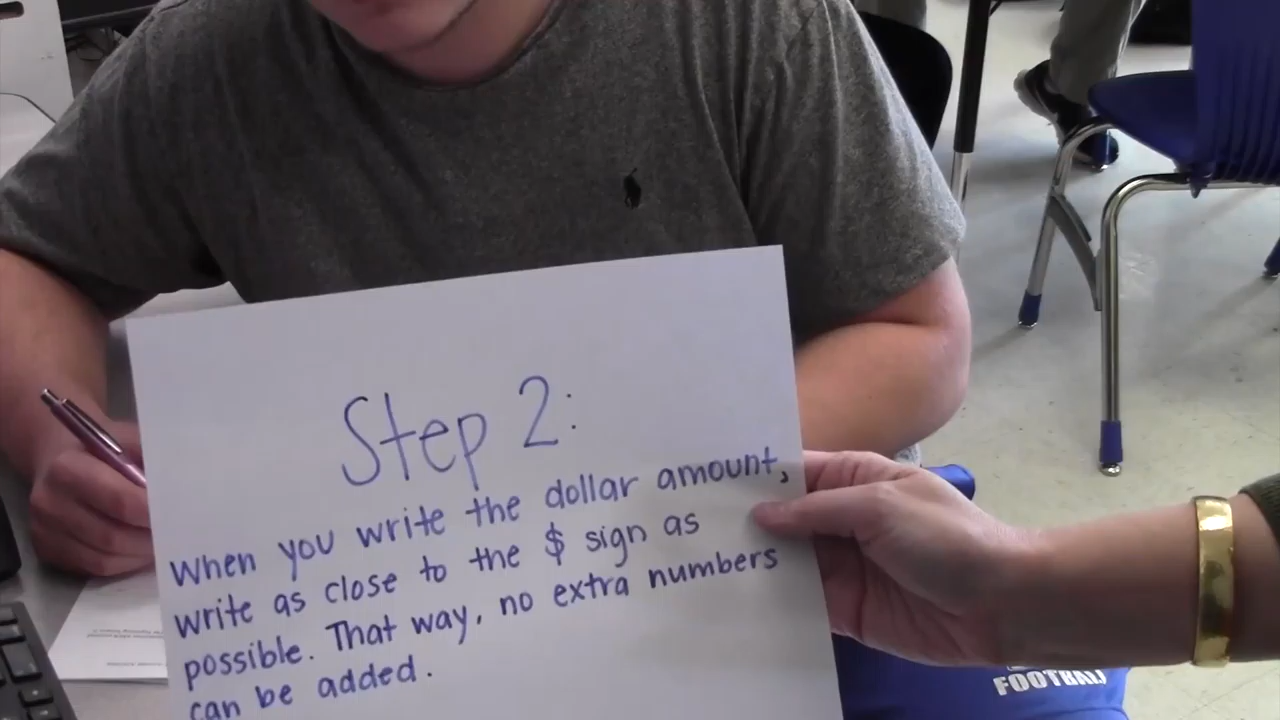 Step 2:
When you write the dollar amount,
write as close to the $ sign as
possible. That way, no extra numbers
can be added.
FOOTBALL